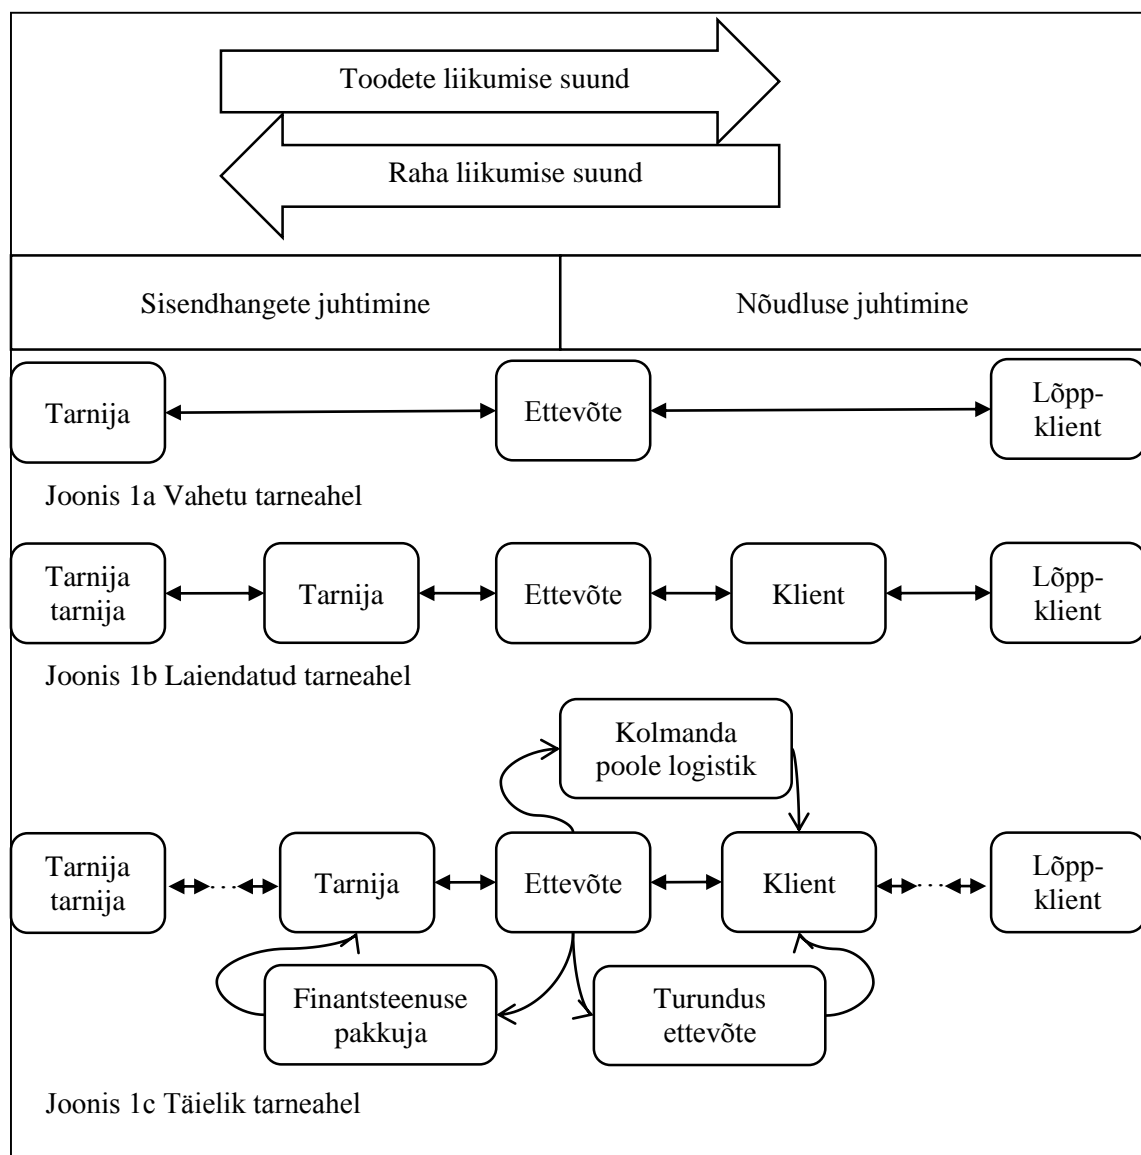 Toodete liikumise suund
Raha liikumise suund
Sisendhangete juhtimine
Nõudluse juhtimine
Tarnija
Ettevõte
Lõpp-
klient
Joonis 1a Vahetu tarneahel
Tarnija
tarnija
Tarnija
Ettevõte
Klient
Lõpp-
klient
Joonis 1b Laiendatud tarneahel
Kolmanda
poole logistik
Tarnija
tarnija
...
Tarnija
Ettevõte
Klient
...
Lõpp-
klient
Finantsteenuse
pakkuja
Turundus
ettevõte
Joonis 1c Täielik tarneahel